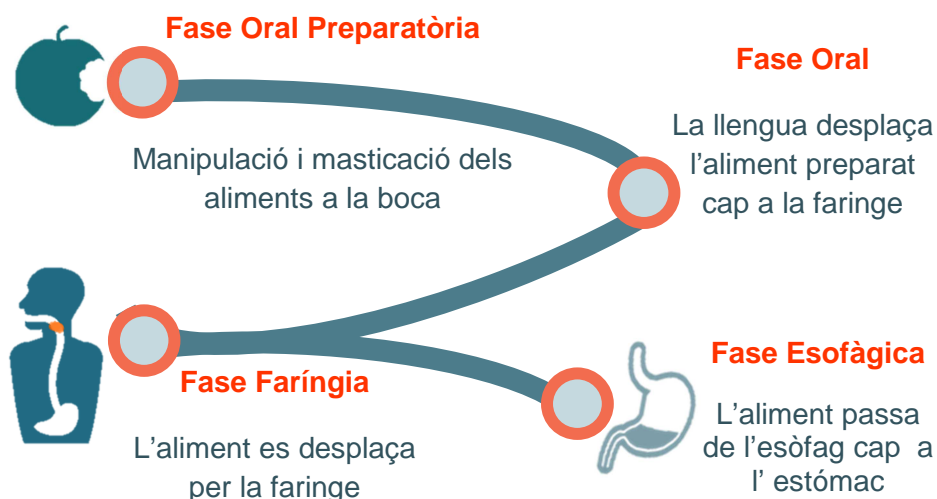 Fase Oral Preparatòria
Manipulació i masticació dels
aliments a la boca
Fase Oral
La llengua desplaça
l’aliment preparat
cap a la faringe
Fase Faríngia
L’aliment es desplaça
per la faringe
Fase Esofàgica
L’aliment passa
de l’esòfag cap a
l’ estómac